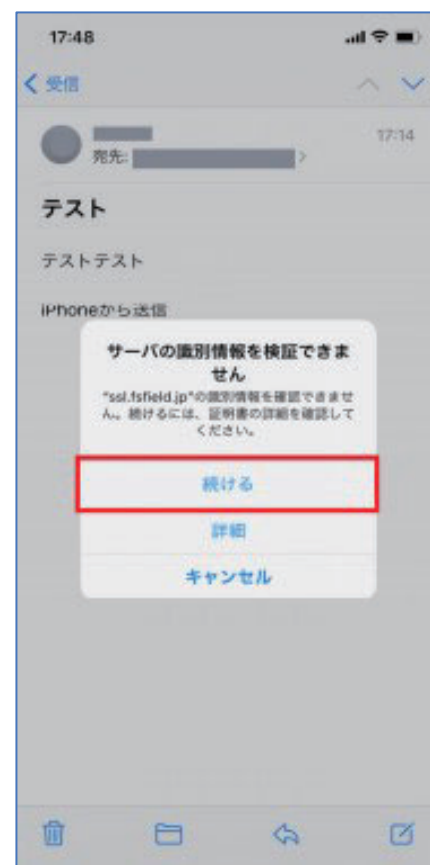 17:48
受信
17:14
宛先:
テスト
テストテスト
iPhoneから送信
サーバの識別情報を検証できま
せん
"ssl.fsfield.jp"の識別情報を確認できませ
ん。続けるには、証明書の詳細を確認して
ください。
続ける
詳細
キャンセル